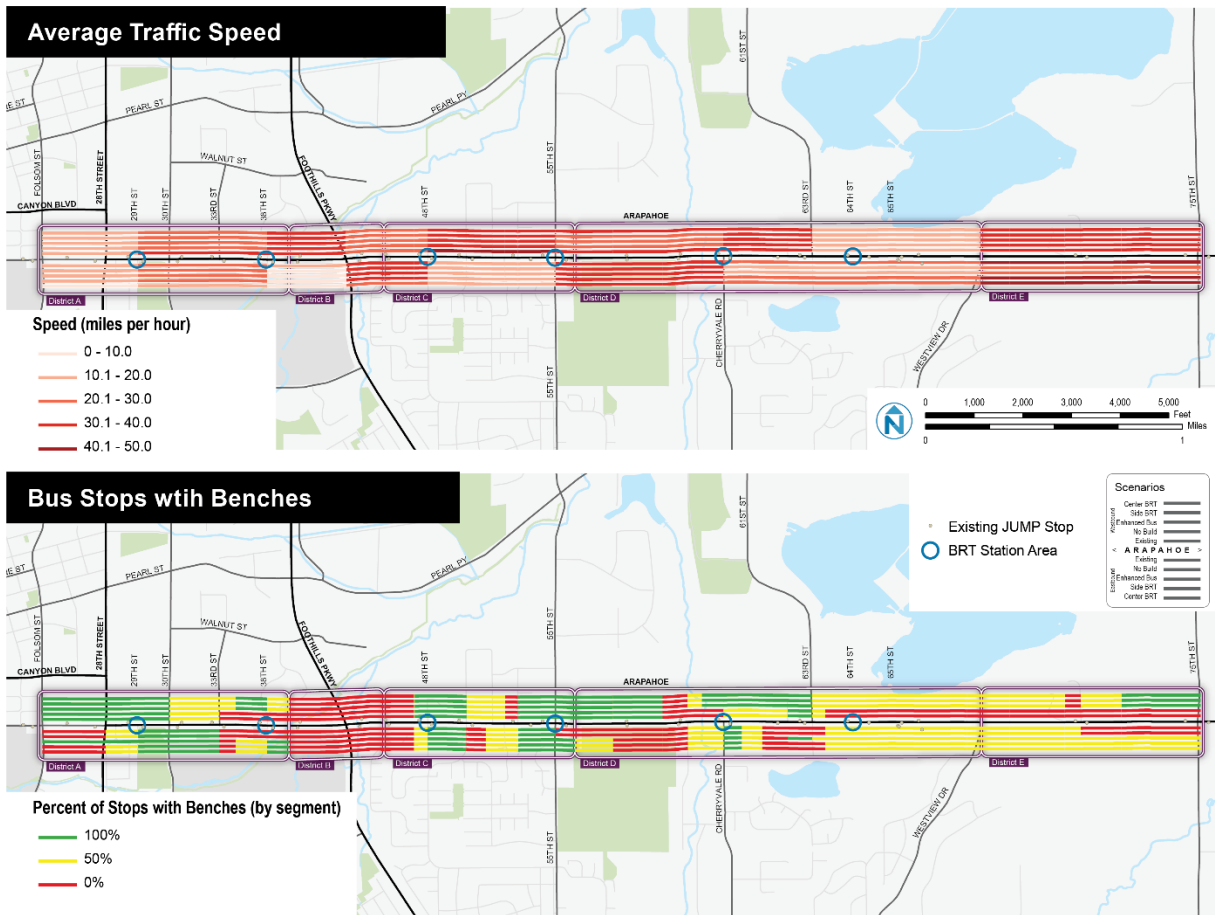 Average Traffic Speed
61ST ST
PEARL ST
PEARL PY
FOLSOM ST
28TH STREET
WALNUT ST
FOOTHILLS PKWY
55TH ST
CANYON BLVD
29TH ST
30TH ST
33RD ST
38TH ST
48TH ST
ARAPAHOE
63RD ST
64TH ST
65TH ST
75TH ST
District A
District B
District C
District D
District E
Speed (miles per hour)
0 - 10.0
10.1 - 20.0
20.1 - 30.0
30.1 - 40.0
40.1 - 50.0
55TH ST
CHERRYVALE RD
WESTVIEW DR
N
0 1,000 2,000 3,000 4,000 5,000
Feet
Miles
0 1
Bus Stops wtih Benches
61ST ST
Existing JUMP Stop
BRT Station Area
Scenarios
Westbound
Center BRT
Side BRT
Enhanced Bus
No Build
Existing
< ARAPAHOE >
Eastbound
Existing
No Build
Enhanced Bus
Side BRT
Center BRT
PEARL ST
PEARL PY
FOLSOM ST
28TH STREET
WALNUT ST
FOOTHILLS PKWY
55TH ST
CANYON BLVD
29TH ST
30TH ST
33RD ST
38TH ST
48TH ST
ARAPAHOE
63RD ST
64TH ST
65TH ST
75TH ST
District A
District B
District C
District D
District E
Percent of Stops with Benches (by segment)
100%
50%
0%
55TH ST
CHERRYVALE RD
WESTVIEW DR